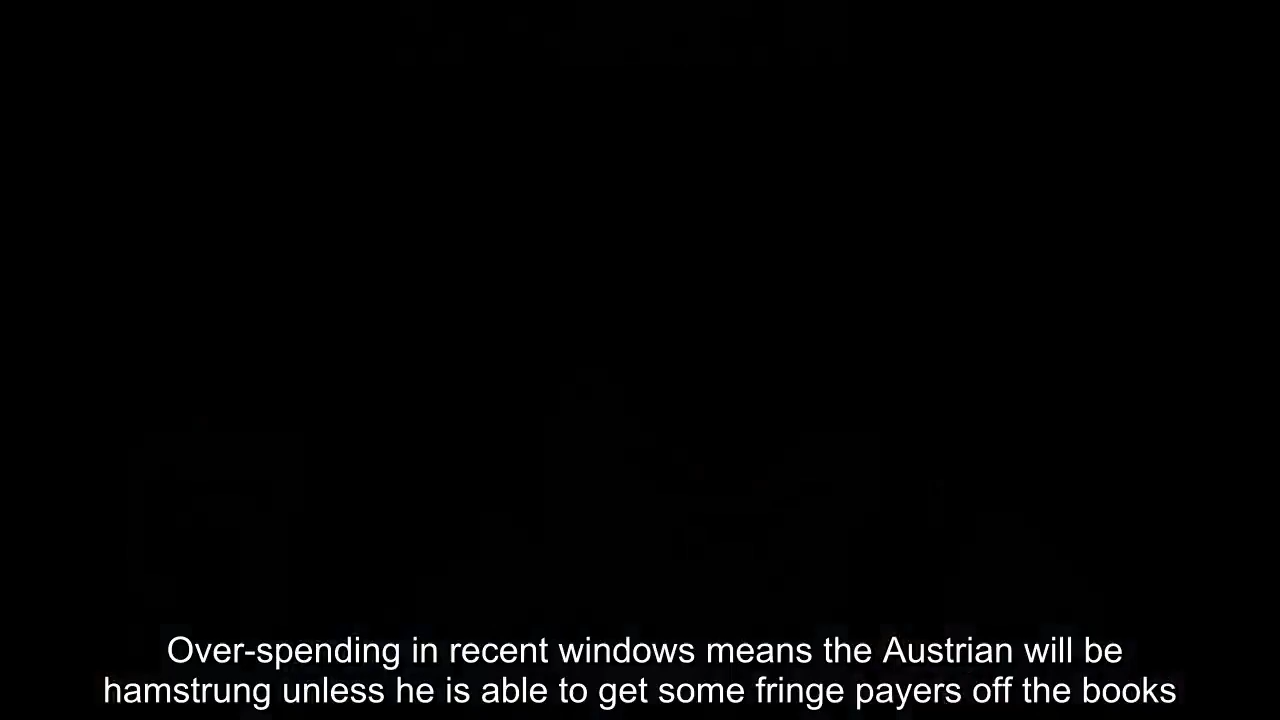 Over-spending in recent windows means the Austrian will be
hamstrung unless he is able to get some fringe payers off the books